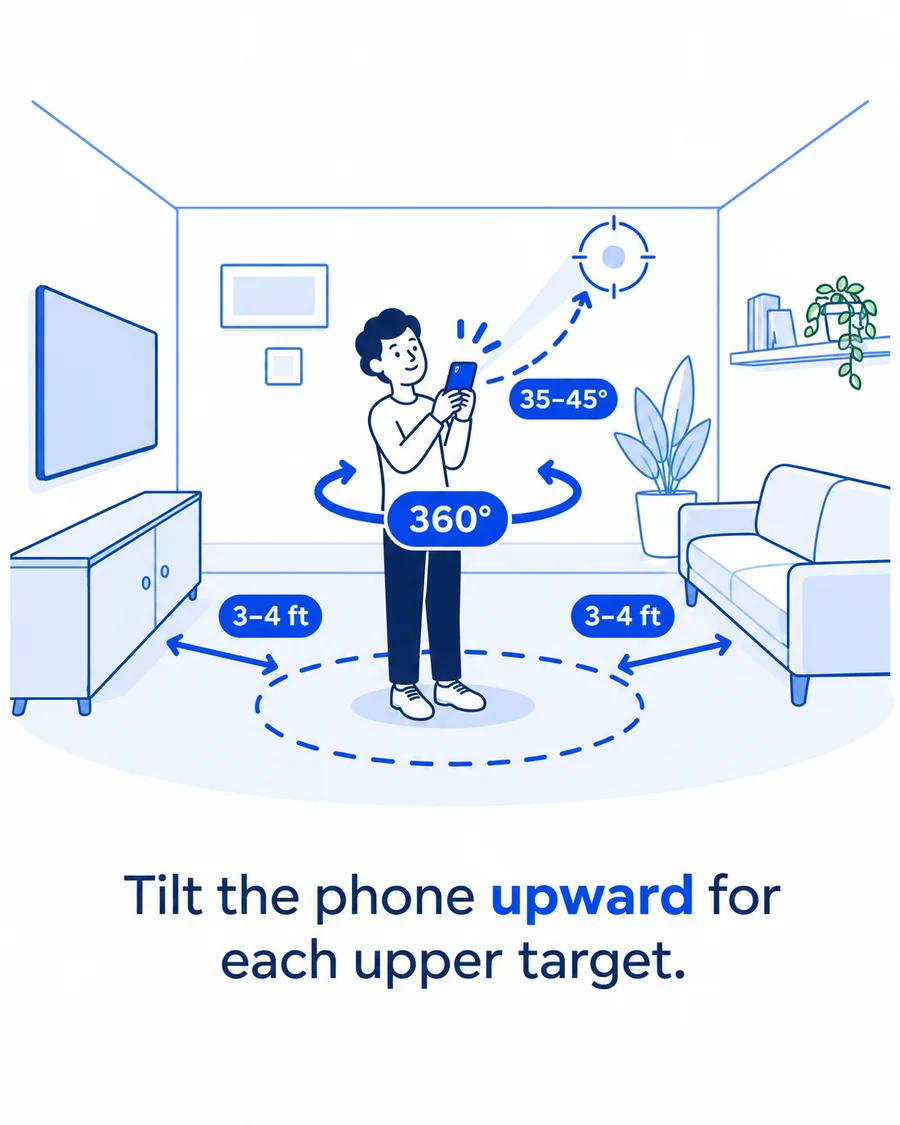 35–45°
360°
3–4 ft
3–4 ft
Tilt the phone upward for
each upper target.